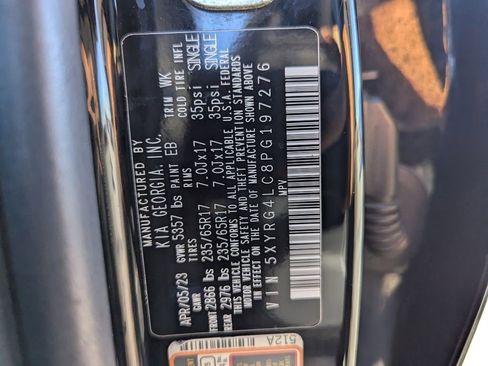 MANUFACTURED BY
KIA GEORGIA, INC.
APR/05/23 PAINT EB TRIM WK
GVWR 5357 lbs
GAWR TIRES RIMS COLD TIRE INFL
FRONT 2866 lbs 235/65R17 7.0Jx17 35psi SINGLE
REAR 2976 lbs 235/65R17 7.0Jx17 35psi SINGLE
THIS VEHICLE CONFORMS TO ALL APPLICABLE U.S.A. FEDERAL
MOTOR VEHICLE SAFETY AND THEFT PREVENTION STANDARDS
IN EFFECT ON THE DATE OF MANUFACTURE SHOWN ABOVE
VIN 5XYRG4LC8PG197276
MPV
512A